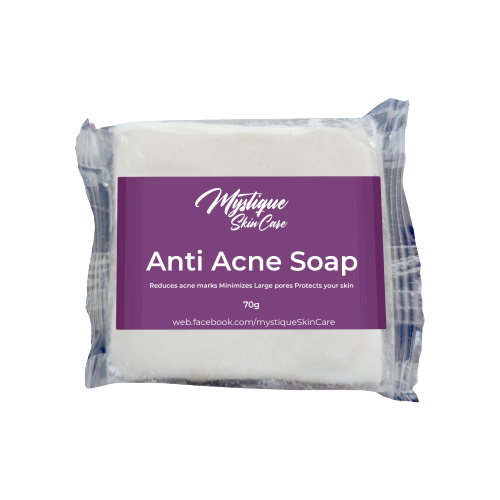 Mystique
Skin Care
Anti Acne Soap
Reduces acne marks Minimizes Large pores Protects your skin
70g
web.facebook.com/mystiqueSkinCare